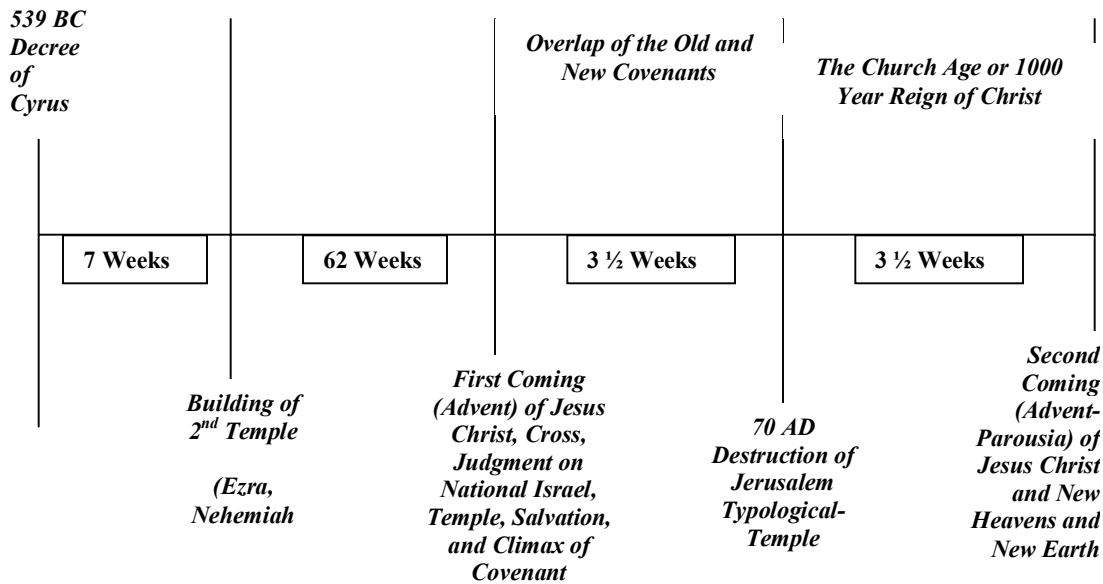 539 BC
Decree
of
Cyrus
Overlap of the Old and
New Covenants
The Church Age or 1000
Year Reign of Christ
7 Weeks
62 Weeks
3 ½ Weeks
3 ½ Weeks
Building of
2nd Temple
(Ezra,
Nehemiah
First Coming
(Advent) of Jesus
Christ, Cross,
Judgment on
National Israel,
Temple, Salvation,
and Climax of
Covenant
70 AD
Destruction of
Jerusalem
Typological-
Temple
Second
Coming
(Advent-
Parousia) of
Jesus Christ
and New
Heavens and
New Earth